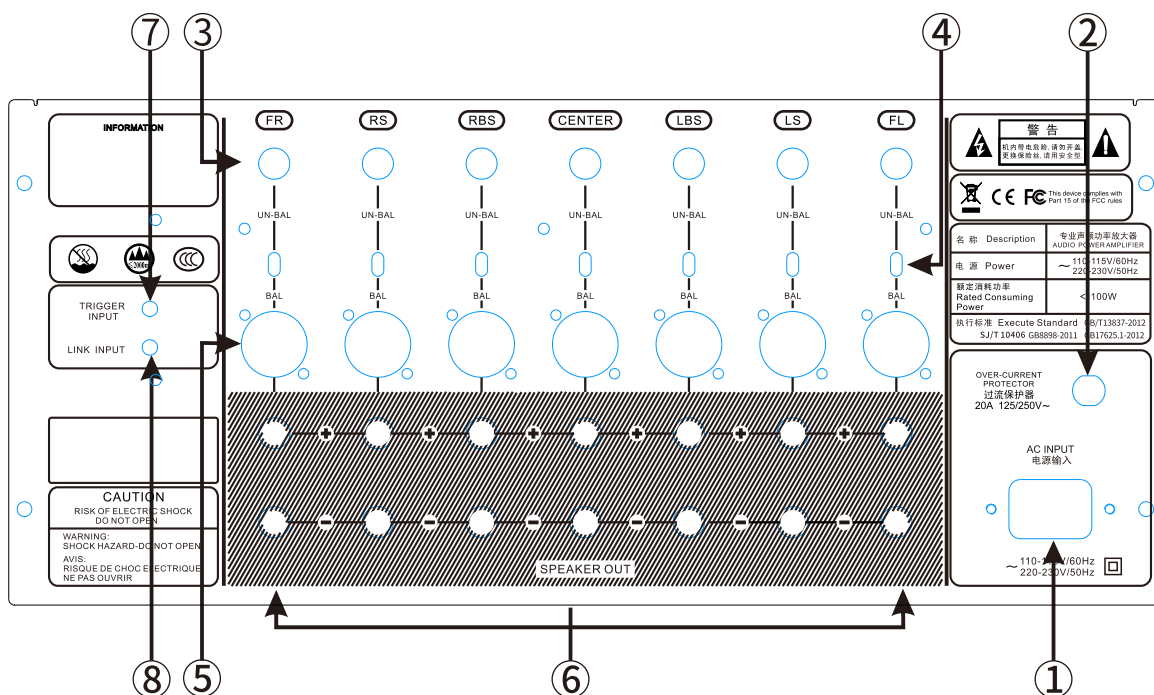 ⑦
③
④
②
INFORMATION
≤2000m
TRIGGER
INPUT
LINK INPUT
CAUTION
RISK OF ELECTRIC SHOCK
DO NOT OPEN
WARNING:
SHOCK HAZARD-DO NOT OPEN
AVIS:
RISQUE DE CHOC ELECTRIQUE
NE PAS OUVRIR
FR RS RBS CENTER LBS LS FL
UN-BAL UN-BAL UN-BAL UN-BAL UN-BAL UN-BAL UN-BAL
BAL BAL BAL BAL BAL BAL BAL
+ + + + + +
- - - - - -
SPEAKER OUT
警告
机内带电危险, 请勿开盖,
更换保险丝, 请用安全型.
CE FC This device complies with
Part 15 of the FCC rules
名 称 Description 专业声频功率放大器
AUDIO POWER AMPLIFIER
电 源 Power ~110-115V/60Hz
220-230V/50Hz
额定消耗功率
Rated Consuming
Power
<100W
执行标准 Execute Standard GB/T13837-2012
SJ/T 10406 GB8898-2011 GB17625.1-2012
OVER-CURRENT
PROTECTOR
过流保护器
20A 125/250V~
AC INPUT
电源输入
~110-115V/60Hz
220-230V/50Hz
⑧
⑤
⑥
①